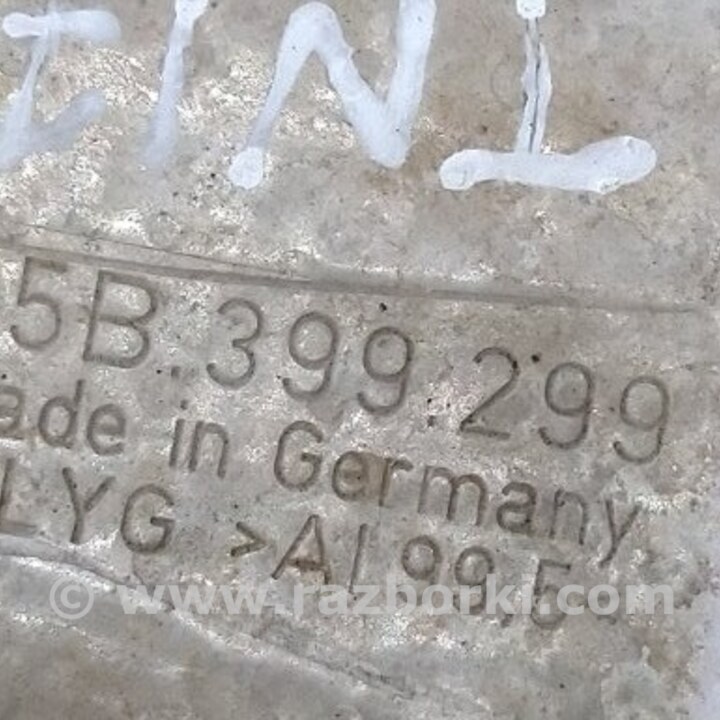 5B.399.299
ade in Germany
LYG >Al 99.5
© www.razborki.com